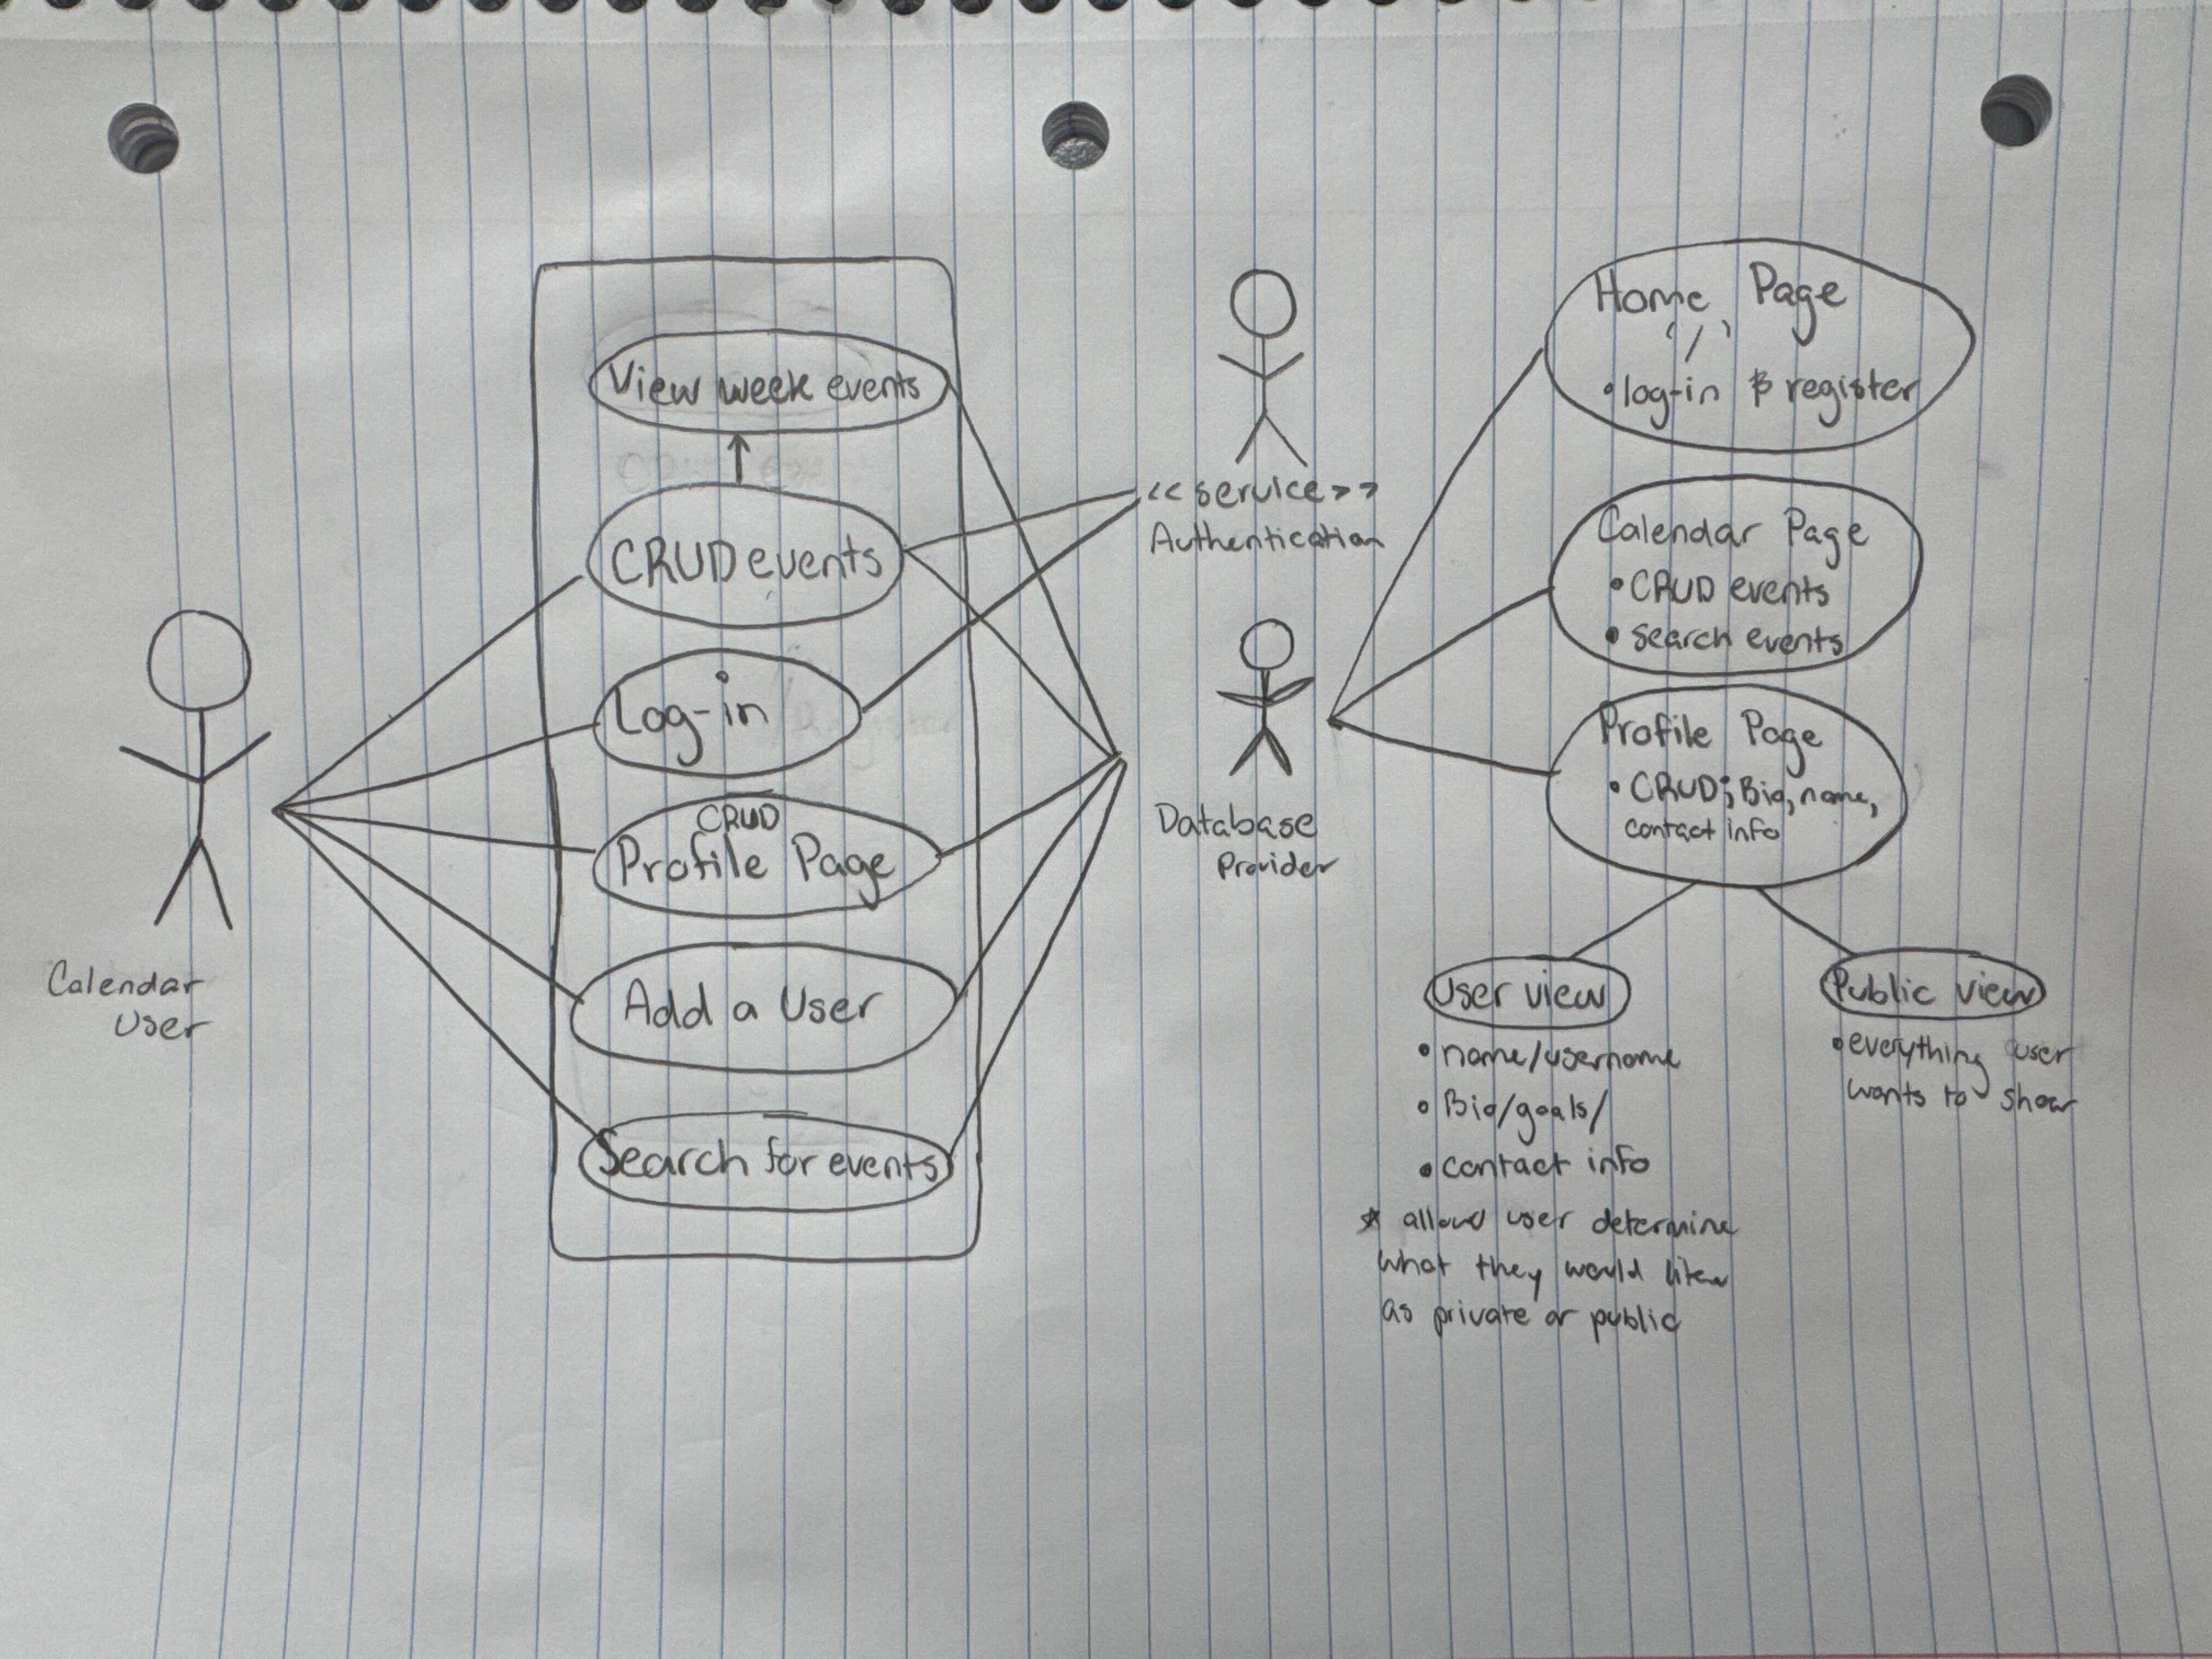 View week events
CRUD events
Log-in
CRUD
Profile Page
Add a User
Search for events
Calendar
User
<<service>>
Authentication
Database
Provider
Home Page
'/'
•log-in & register
Calendar Page
•CRUD events
•search events
Profile Page
•CRUD; Bio, name,
contact info
User view
•name/username
•Bio/goals/
•contact info
* allow user determine
what they would like
as private or public
Public view
•everything user
wants to show